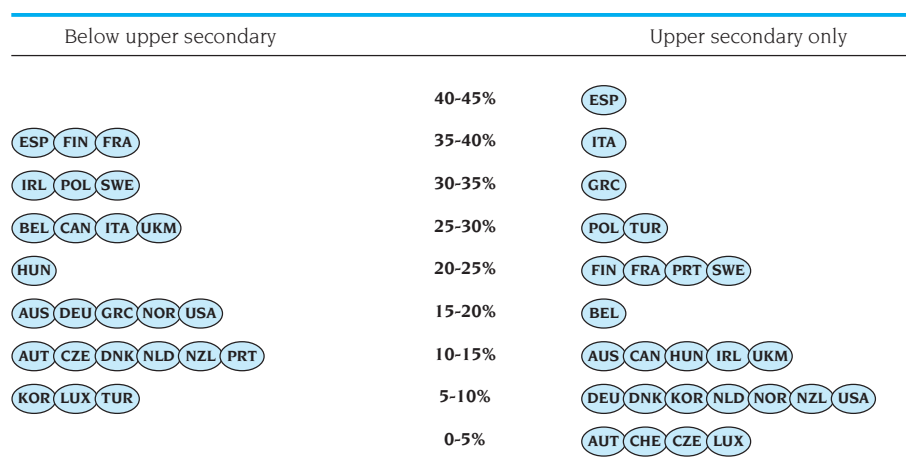 Below upper secondary Upper secondary only
40-45% ESP
ESP FIN FRA 35-40% ITA
IRL POL SWE 30-35% GRC
BEL CAN ITA UKM 25-30% POL TUR
HUN 20-25% FIN FRA PRT SWE
AUS DEU GRC NOR USA 15-20% BEL
AUT CZE DNK NLD NZL PRT 10-15% AUS CAN HUN IRL UKM
KOR LUX TUR 5-10% DEU DNK KOR NLD NOR NZL USA
0-5% AUT CHE CZE LUX